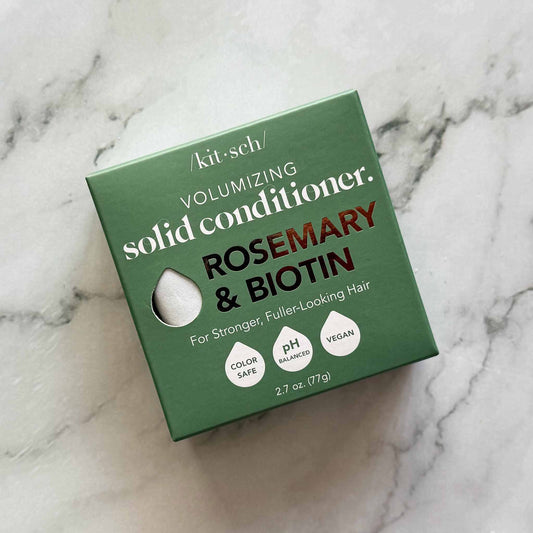 /kit·sch/
VOLUMIZING
solid conditioner.
ROSEMARY
& BIOTIN
For Stronger, Fuller-Looking Hair
COLOR
SAFE
pH
BALANCED
VEGAN
2.7 oz. (77g)